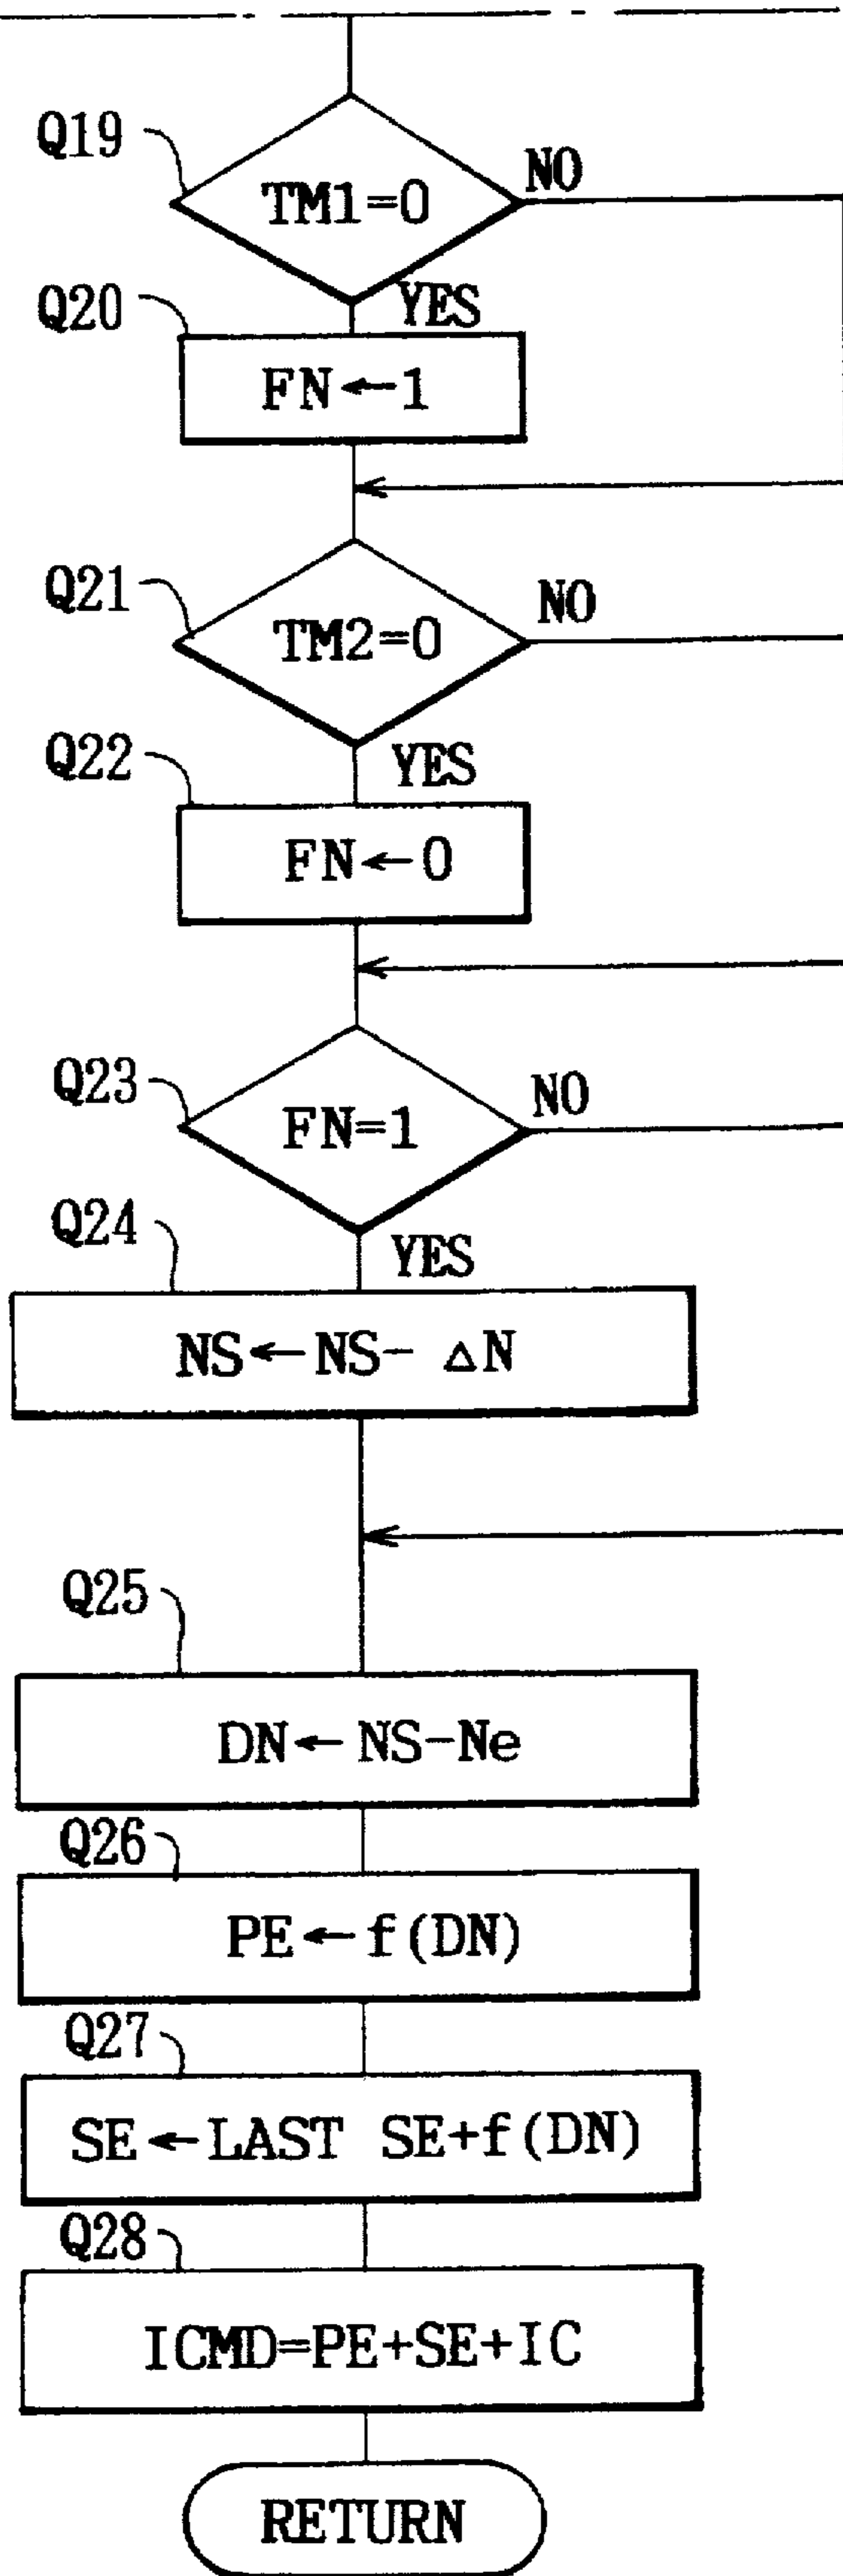 Q19
TM1=0
NO
YES
Q20
FN←1
Q21
TM2=0
NO
YES
Q22
FN←0
Q23
FN=1
NO
YES
Q24
NS←NS- △N
Q25
DN←NS-Ne
Q26
PE←f(DN)
Q27
SE←LAST SE+f(DN)
Q28
ICMD=PE+SE+IC
RETURN